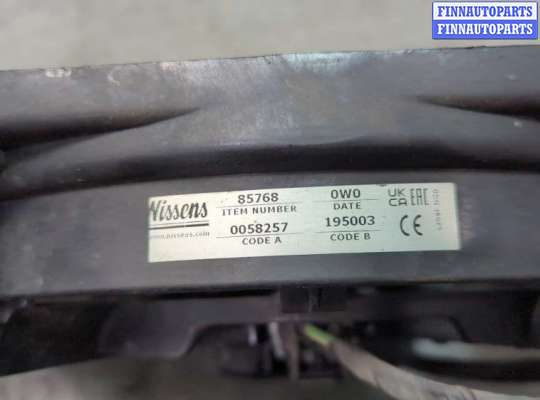 FINNAUTOPARTS
FINNAUTOPARTS
Nissens
www.nissens.com
85768
ITEM NUMBER
0058257
CODE A
0W0
DATE
195003
CODE B
UK
CA
EAC
CE